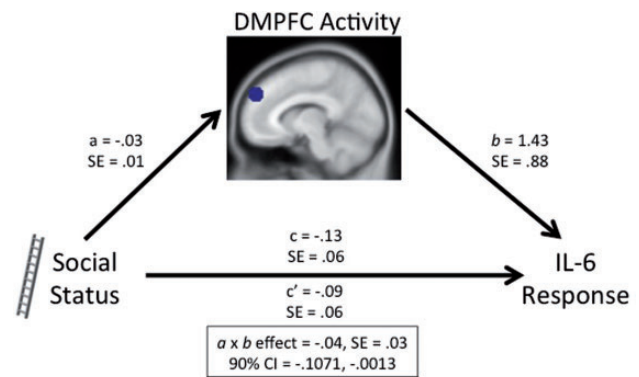 DMPFC Activity
a = -.03
SE = .01
b = 1.43
SE = .88
Social
Status
c = -.13
SE = .06
c' = -.09
SE = .06
IL-6
Response
a x b effect = -.04, SE = .03
90% CI = -.1071, -.0013